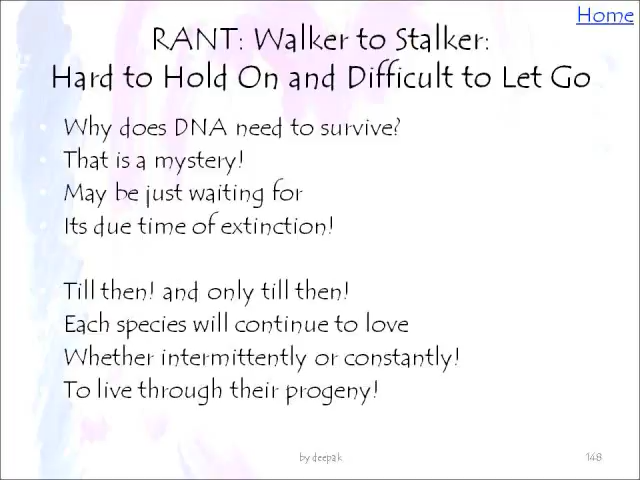 Home
RANT: Walker to Stalker:
Hard to Hold On and Difficult to Let Go
Why does DNA need to survive?
That is a mystery!
May be just waiting for
Its due time of extinction!
Till then! and only till then!
Each species will continue to love
Whether intermittently or constantly!
To live through their progeny!
by deepak
148